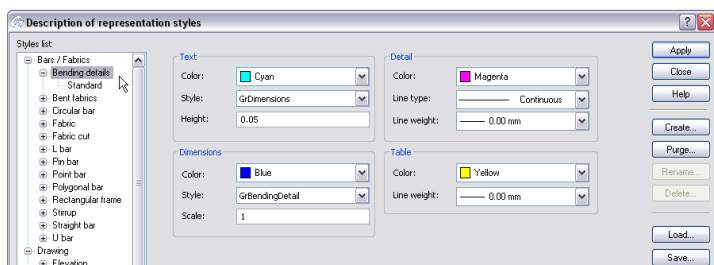 Description of representation styles
Styles list:
Bars / Fabrics
Bending details
Standard
Bent fabrics
Circular bar
Fabric
Fabric cut
L bar
Pin bar
Point bar
Polygonal bar
Rectangular frame
Stirrup
Straight bar
U bar
Drawing
Elevation
Text
Color: Cyan
Style: GrDimensions
Height: 0.05
Detail
Color: Magenta
Line type: Continuous
Line weight: 0.00 mm
Dimensions
Color: Blue
Style: GrBendingDetail
Scale: 1
Table
Color: Yellow
Line weight: 0.00 mm
Apply
Close
Help
Create...
Purge...
Rename...
Delete...
Load...
Save...